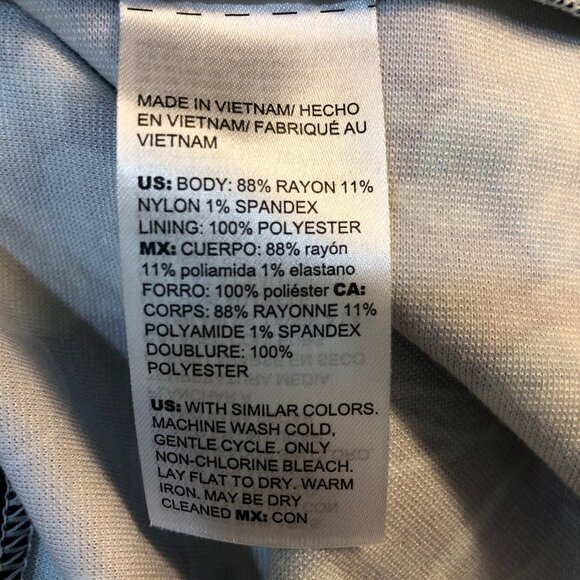 MADE IN VIETNAM/ HECHO
EN VIETNAM/ FABRIQUÉ AU
VIETNAM
US: BODY: 88% RAYON 11%
NYLON 1% SPANDEX
LINING: 100% POLYESTER
MX: CUERPO: 88% rayón
11% poliamida 1% elastano
FORRO: 100% poliéster CA:
CORPS: 88% RAYONNE 11%
POLYAMIDE 1% SPANDEX
DOUBLURE: 100%
POLYESTER
US: WITH SIMILAR COLORS.
MACHINE WASH COLD,
GENTLE CYCLE. ONLY
NON-CHLORINE BLEACH.
LAY FLAT TO DRY. WARM
IRON. MAY BE DRY
CLEANED MX: CON